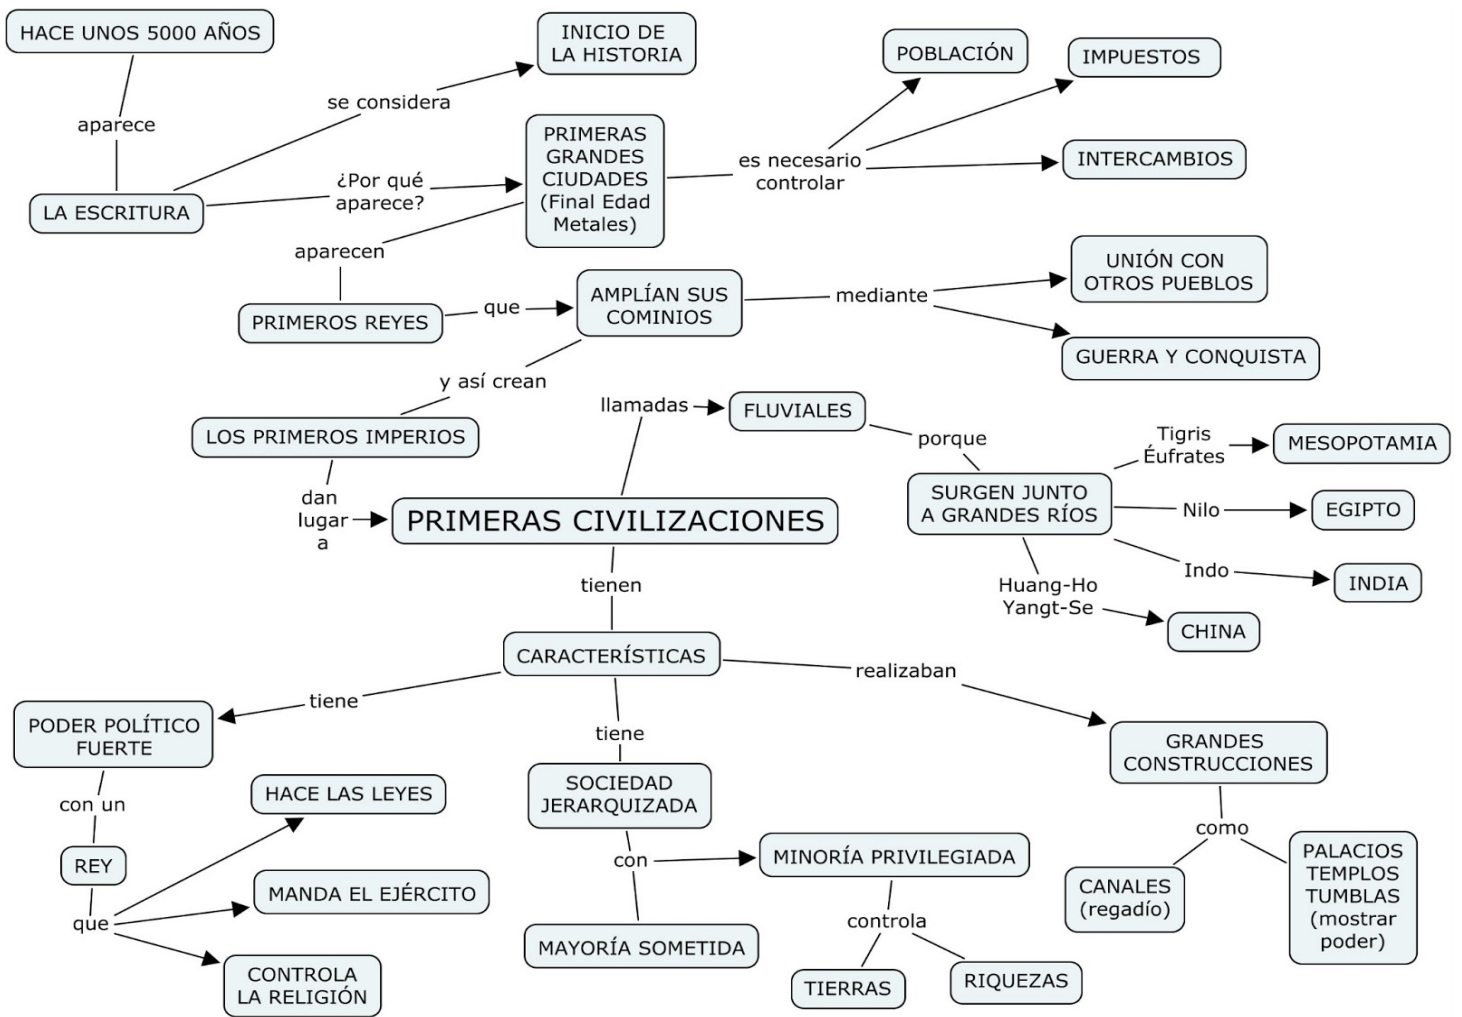 HACE UNOS 5000 AÑOS
aparece
LA ESCRITURA
se considera
INICIO DE
LA HISTORIA
¿Por qué
aparece?
PRIMERAS
GRANDES
CIUDADES
(Final Edad
Metales)
es necesario
controlar
POBLACIÓN
IMPUESTOS
INTERCAMBIOS
aparecen
PRIMEROS REYES
que
AMPLÍAN SUS
COMINIOS
mediante
UNIÓN CON
OTROS PUEBLOS
GUERRA Y CONQUISTA
y así crean
LOS PRIMEROS IMPERIOS
dan
lugar
a
PRIMERAS CIVILIZACIONES
llamadas
FLUVIALES
porque
SURGEN JUNTO
A GRANDES RÍOS
Tigris
Éufrates
MESOPOTAMIA
Nilo
EGIPTO
Indo
INDIA
Huang-Ho
Yangt-Se
CHINA
tienen
CARACTERÍSTICAS
tiene
PODER POLÍTICO
FUERTE
con un
REY
que
HACE LAS LEYES
MANDA EL EJÉRCITO
CONTROLA
LA RELIGIÓN
tiene
SOCIEDAD
JERARQUIZADA
con
MINORÍA PRIVILEGIADA
MAYORÍA SOMETIDA
controla
TIERRAS
RIQUEZAS
realizaban
GRANDES
CONSTRUCCIONES
como
CANALES
(regadío)
PALACIOS
TEMPLOS
TUMBLAS
(mostrar
poder)